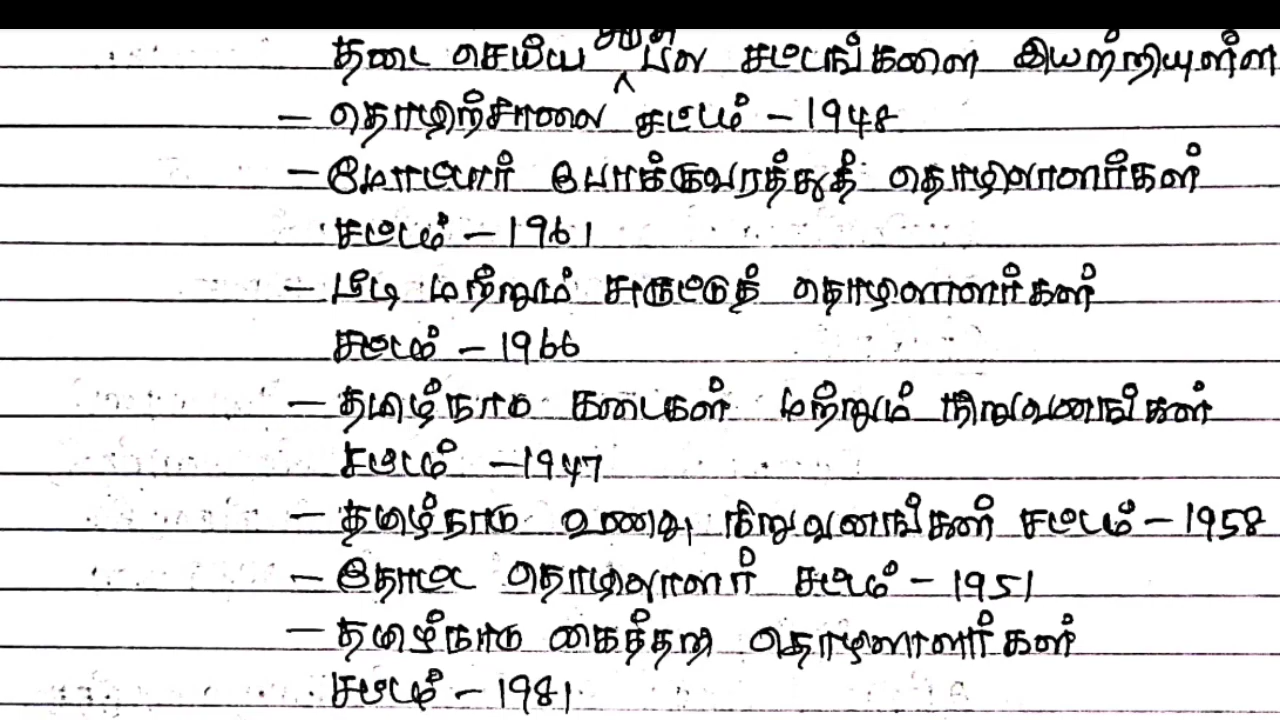 தடை செய்ய பல சட்டங்களை இயற்றியுள்ள
- தொழிற்சாலை சட்டம் - 1948
- மோட்டார் போக்குவரத்துத் தொழிலாளர்கள்
சட்டம் - 1961
- பீடி மற்றும் சுருட்டுத் தொழிலாளர்கள்
சட்டம் - 1966
- தமிழ்நாடு கடைகள் மற்றும் நிறுவனங்கள்
சட்டம் - 1947
- தமிழ்நாடு உணவு நிறுவனங்கள் சட்டம் - 1958
- தோட்ட தொழிலாளர் சட்டம் - 1951
- தமிழ்நாடு கைத்தறி தொழிலாளர்கள்
சட்டம் - 1981